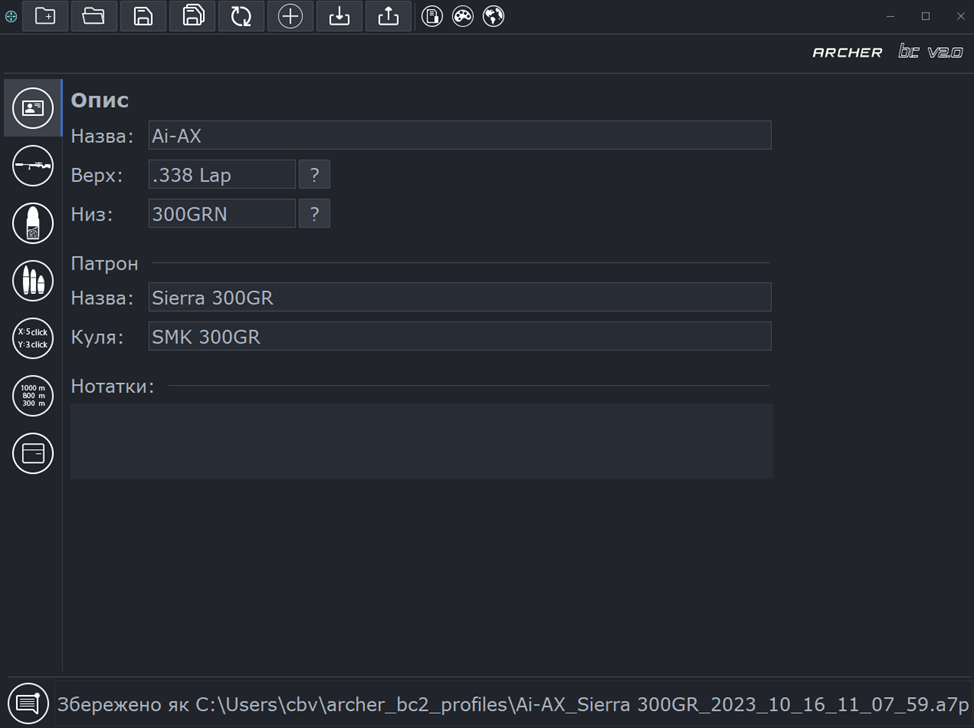 ARCHER bc v2.0
Опис
Назва: Ai-AX
Верх: .338 Lap ?
Низ: 300GRN ?
Патрон
Назва: Sierra 300GR
Куля: SMK 300GR
X:5click
Y:3click
Нотатки:
1000 m
800 m
300 m
Збережено як C:\Users\cbv\archer_bc2_profiles\Ai-AX_Sierra 300GR_2023_10_16_11_07_59.a7p